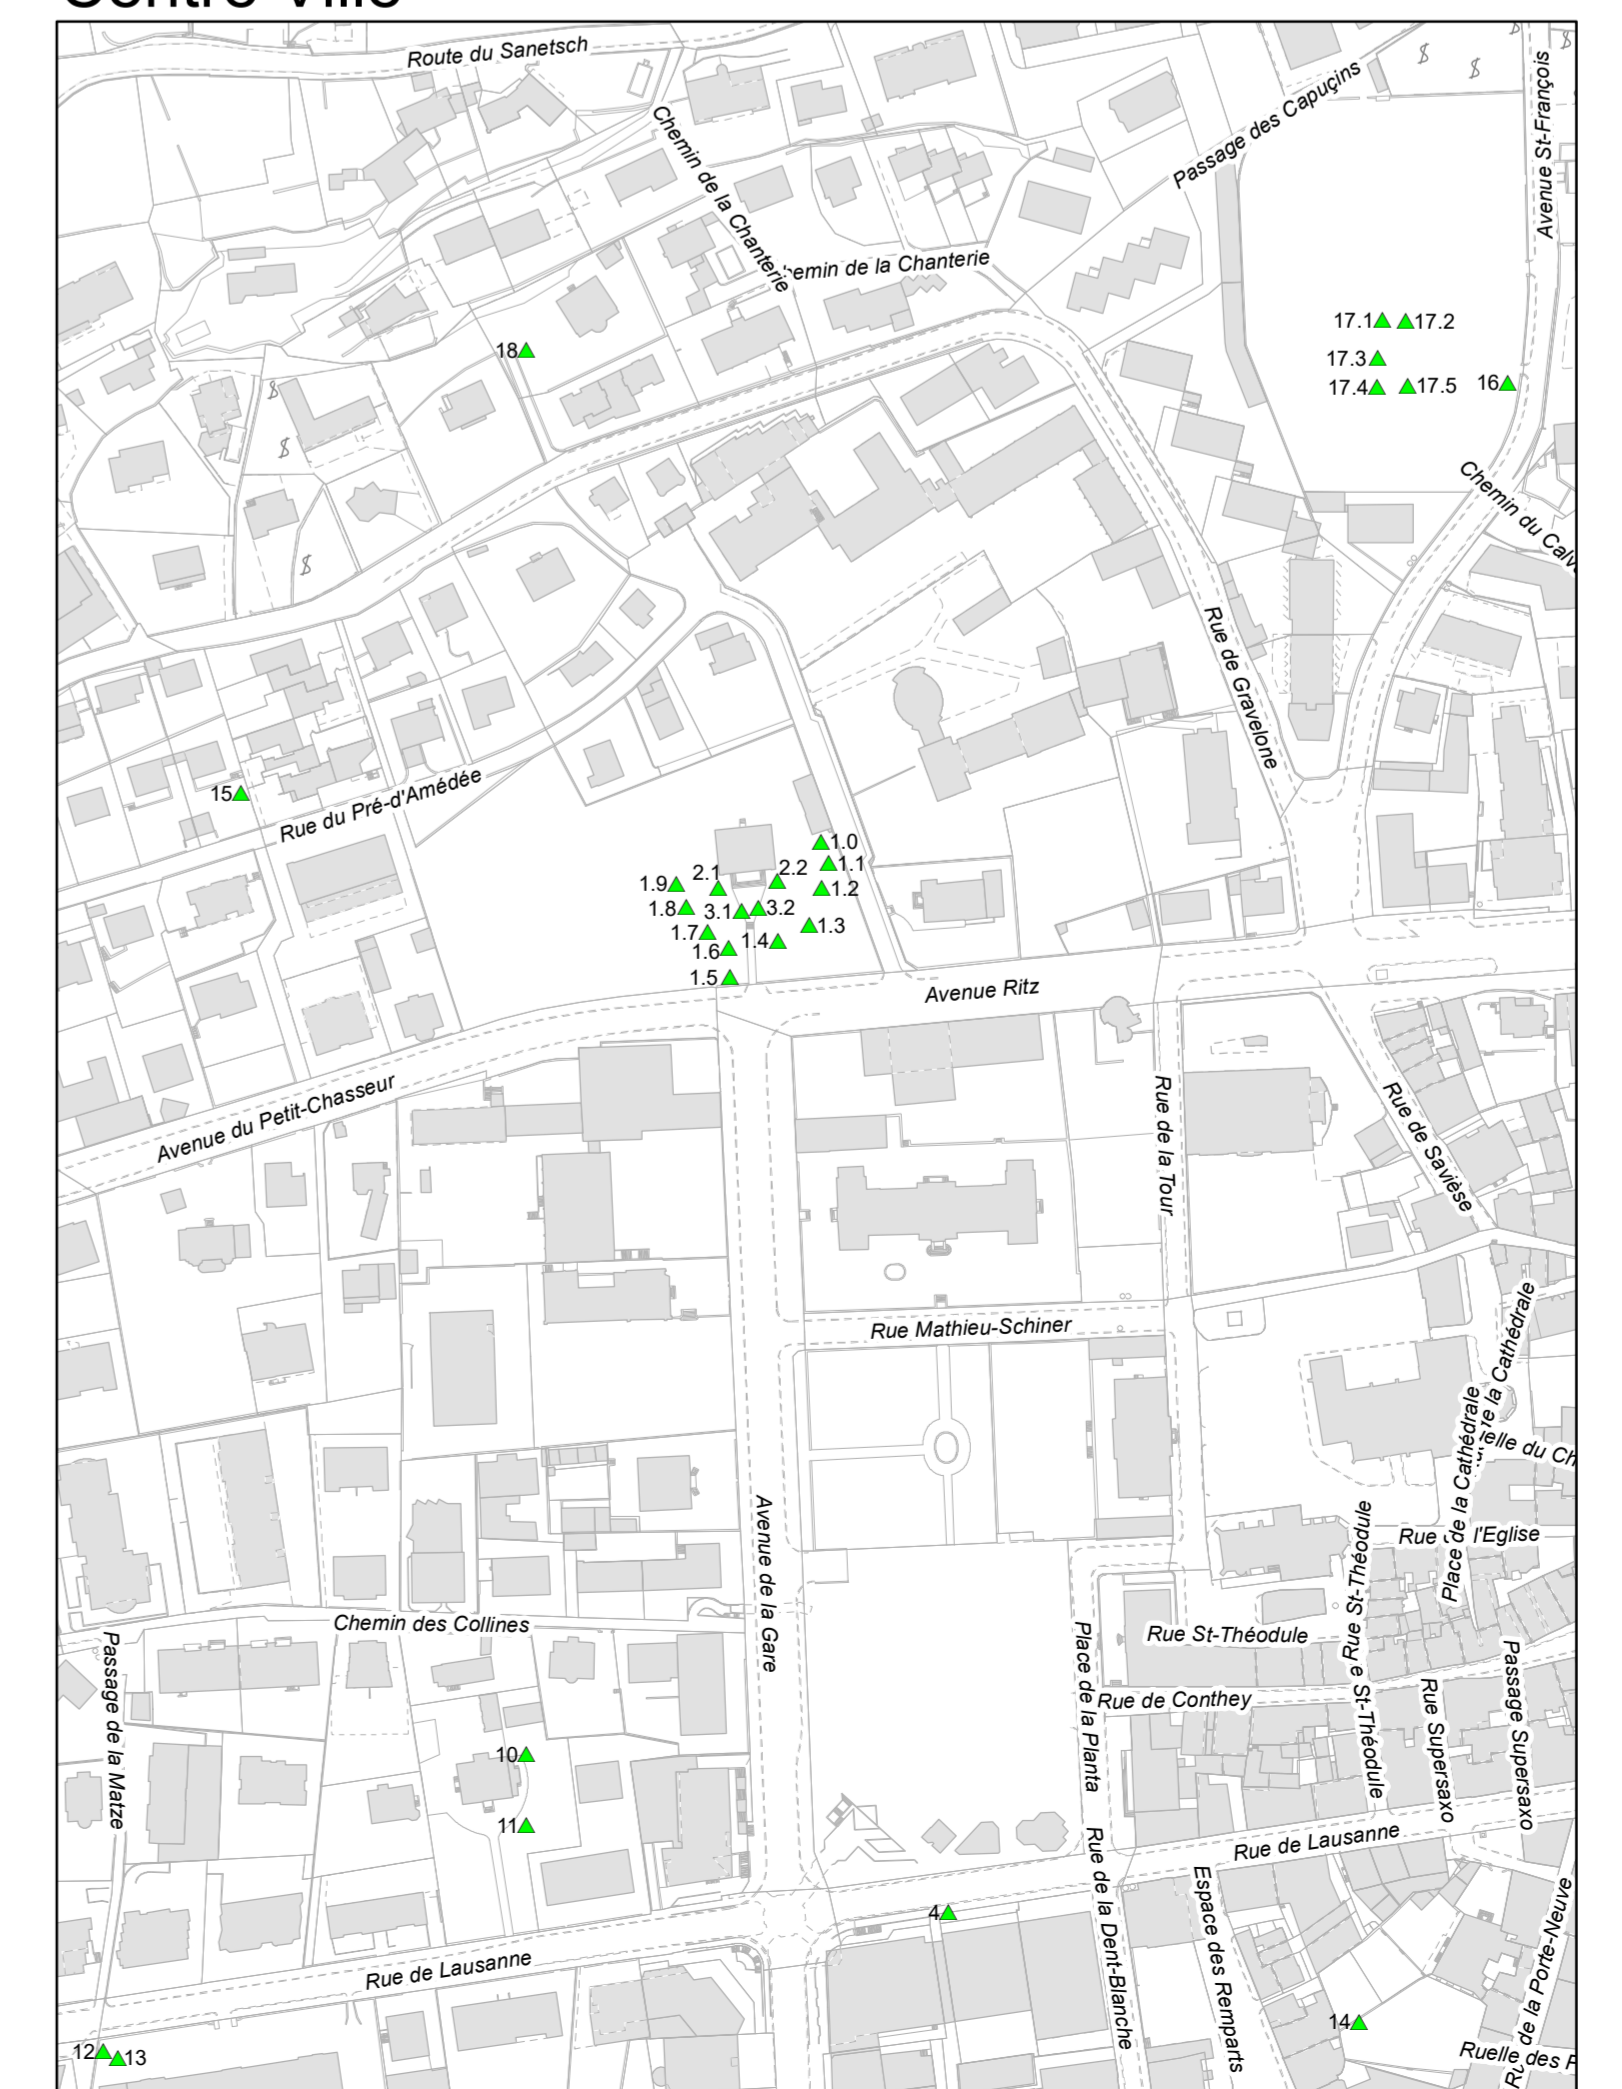 Centre-Ville
Route du Sanetsch
Passage des Capuçins
Avenue St-François
Chemin de la Chanterie
hemin de la Chanterie
17.1
17.2
18
17.3
17.4
17.5
16
Chemin du Calv
Rue de Gravelone
15
Rue du Pré-d'Amédée
1.0
1.1
2.1
2.2
1.9
1.2
1.8
3.1
3.2
1.3
1.7
1.4
1.6
1.5
Avenue Ritz
Avenue du Petit-Chasseur
Rue de la Tour
Rue de Savièse
Rue Mathieu-Schiner
e la Cathédrale
Place de la Cathédrale
elle du Ch
Avenue de la Gare
Rue St-Théodule
Rue
l'Eglise
Chemin des Collines
Rue St-Théodule
Passage de la Matze
Place de la Planta
Rue de Conthey
e St-Théodule
Rue Supersaxo
Passage Supersaxo
10
11
Rue de Lausanne
4
Rue de la Dent-Blanche
Espace des Remparts
Rue de Lausanne
Rue de la Porte-Neuve
14
12
13
Ruelle des